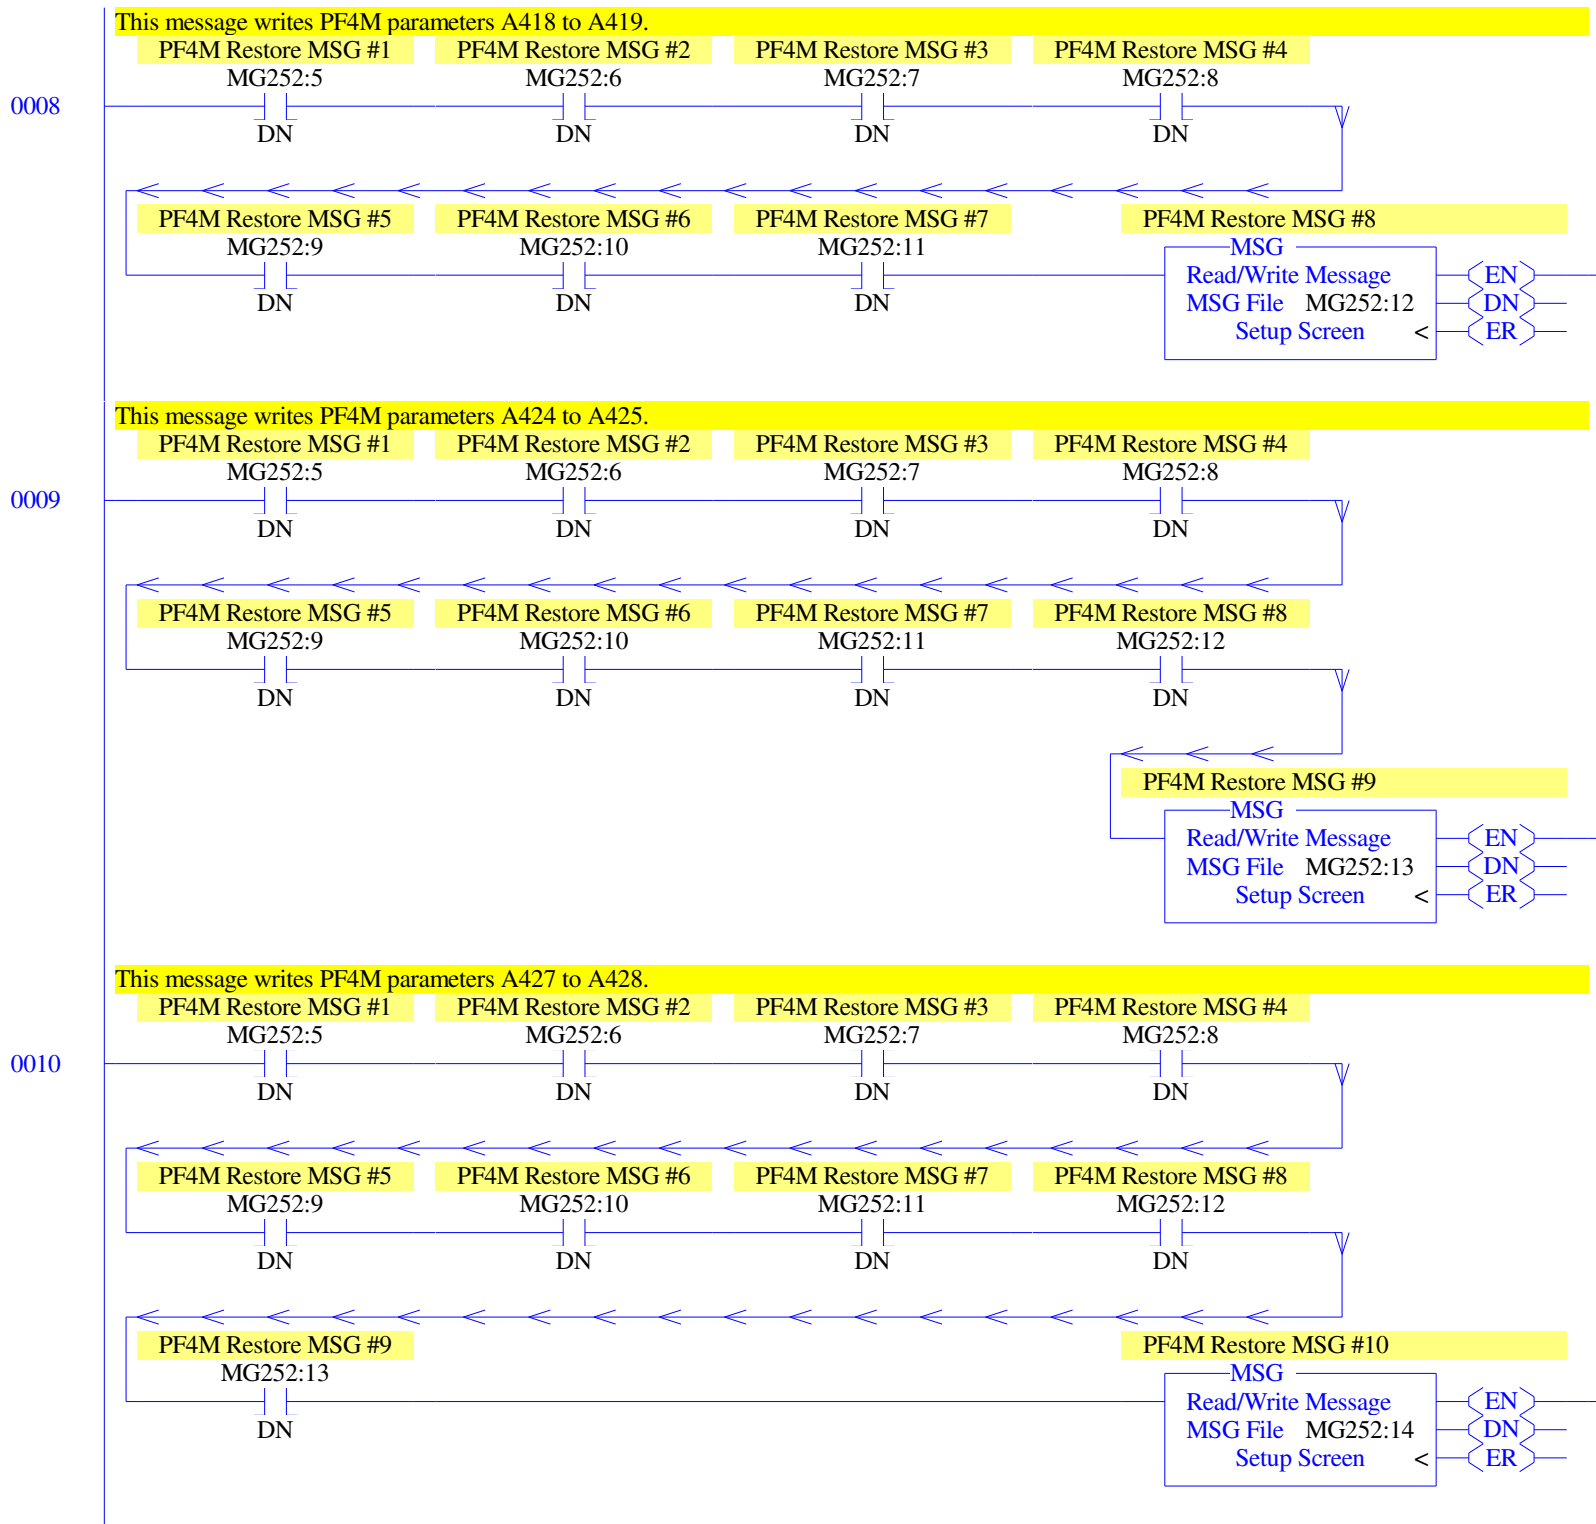 This message writes PF4M parameters A418 to A419.
PF4M Restore MSG #1 PF4M Restore MSG #2 PF4M Restore MSG #3 PF4M Restore MSG #4
MG252:5 MG252:6 MG252:7 MG252:8
0008
DN DN DN DN
PF4M Restore MSG #5 PF4M Restore MSG #6 PF4M Restore MSG #7 PF4M Restore MSG #8
MG252:9 MG252:10 MG252:11 MSG
Read/Write Message EN
DN DN DN MSG File MG252:12 DN
Setup Screen < ER
This message writes PF4M parameters A424 to A425.
PF4M Restore MSG #1 PF4M Restore MSG #2 PF4M Restore MSG #3 PF4M Restore MSG #4
MG252:5 MG252:6 MG252:7 MG252:8
0009
DN DN DN DN
PF4M Restore MSG #5 PF4M Restore MSG #6 PF4M Restore MSG #7 PF4M Restore MSG #8
MG252:9 MG252:10 MG252:11 MG252:12
DN DN DN DN
PF4M Restore MSG #9
MSG
Read/Write Message EN
MSG File MG252:13 DN
Setup Screen < ER
This message writes PF4M parameters A427 to A428.
PF4M Restore MSG #1 PF4M Restore MSG #2 PF4M Restore MSG #3 PF4M Restore MSG #4
MG252:5 MG252:6 MG252:7 MG252:8
0010
DN DN DN DN
PF4M Restore MSG #5 PF4M Restore MSG #6 PF4M Restore MSG #7 PF4M Restore MSG #8
MG252:9 MG252:10 MG252:11 MG252:12
DN DN DN DN
PF4M Restore MSG #9 PF4M Restore MSG #10
MG252:13 MSG
Read/Write Message EN
DN MSG File MG252:14 DN
Setup Screen < ER